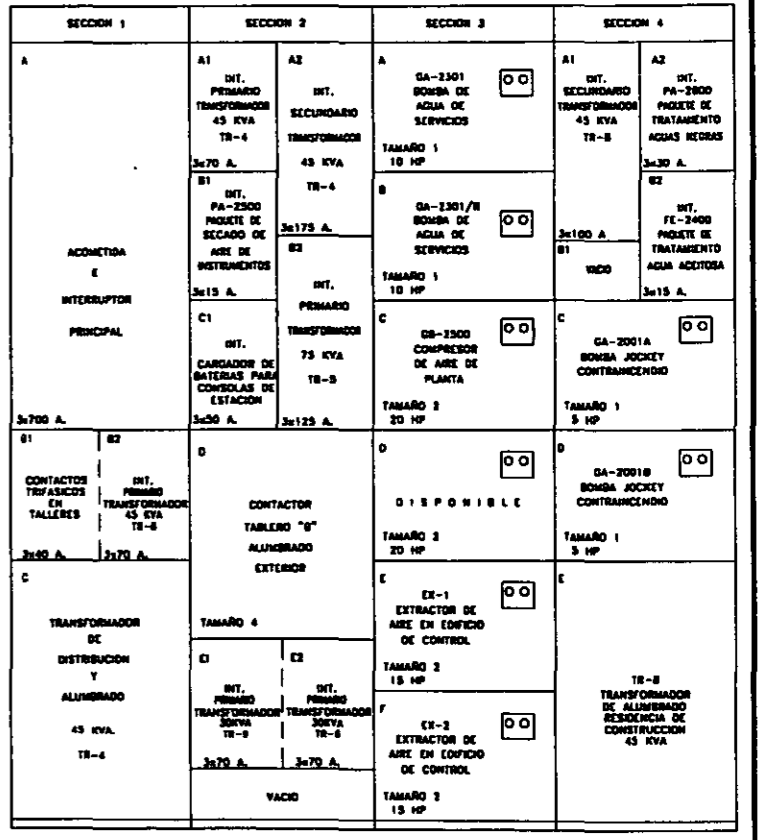 SECCION 1
A
ACOMETIDA
E
INTERRUPTOR
PRINCIPAL
3x700 A.
B1
CONTACTOS
TRIFASICOS
EN
TALLERES
3x40 A.
B2
INT.
PRIMARIO
TRANSFORMADOR
45 KVA
TR-8
3x70 A.
C
TRANSFORMADOR
DE
DISTRIBUCION
Y
ALUMBRADO
45 KVA.
TR-4
SECCION 2
A1
INT.
PRIMARIO
TRANSFORMADOR
45 KVA
TR-4
3x70 A.
B1
INT.
PA-2500
PAQUETE DE
SECADO DE
AIRE DE
INSTRUMENTOS
3x15 A.
C1
INT.
CARGADOR DE
BATERIAS PARA
CONSOLAS DE
ESTACION
3x50 A.
A2
INT.
SECUNDARIO
TRANSFORMADOR
45 KVA
TR-4
3x175 A.
B2
INT.
PRIMARIO
TRANSFORMADOR
75 KVA
TR-5
3x125 A.
D
CONTACTOR
TABLERO
ALUMBRADO
EXTERIOR
TAMAÑO 4
E1
INT.
PRIMARIO
TRANSFORMADOR
30KVA
TR-9
3x70 A.
E2
INT.
PRIMARIO
TRANSFORMADOR
30KVA
TR-6
3x70 A.
VACIO
SECCION 3
A
GA-2301
BOMBA DE
AGUA DE
SERVICIOS
TAMAÑO 1
10 HP
B
BOMBA DE
AGUA DE
SERVICIOS
TAMAÑO 1
10 HP
C
GB-2500
COMPRESOR
DE AIRE DE
PLANTA
TAMAÑO 2
20 HP
D
DISPONIBLE
TAMAÑO 2
20 HP
E
EX-1
EXTRACTOR DE
AIRE EN EDIFICIO
DE CONTROL
TAMAÑO 2
15 HP
F
EX-2
EXTRACTOR DE
AIRE EN EDIFICIO
DE CONTROL
TAMAÑO 2
15 HP
SECCION 4
A1
INT.
SECUNDARIO
TRANSFORMADOR
45 KVA
TR-8
3x100 A
B1
VACIO
A2
INT.
PA-2600
PAQUETE DE
TRATAMIENTO
AGUAS NEGRAS
3x30 A.
B2
INT.
FE-2400
PAQUETE DE
TRATAMIENTO
AGUA ACEITOSA
3x15 A.
C
GA-2001A
BOMBA JOCKEY
CONTRAINCENDIO
TAMAÑO 1
5 HP
D
GA-2001B
BOMBA JOCKEY
CONTRAINCENDIO
TAMAÑO 1
5 HP
E
TR-8
TRANSFORMADOR
DE ALUMBRADO
RESIDENCIA DE
CONSTRUCCION
45 KVA